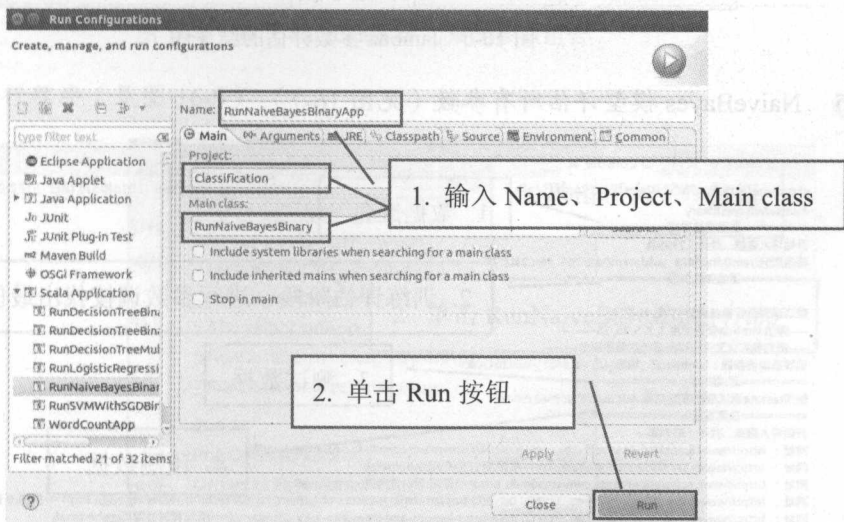 Run Configurations
Create, manage, and run configurations
type filter text
Eclipse Application
Java Applet
Java Application
JUnit
JUnit Plug-in Test
Maven Build
OSGi Framework
Scala Application
RunDecisionTreeBin
RunDecisionTreeBin
RunDecisionTreeMul
RunLogisticRegressi
RunNaiveBayesBinar
RunSVMWithSGDBir
WordCountApp
Filter matched 21 of 32 items
Name: RunNaiveBayesBinaryApp
Main Arguments JRE Classpath Source Environment Common
Project:
Classification
Main class:
RunNaiveBayesBinary
Include system libraries when searching for a main class
Include inherited mains when searching for a main class
Stop in main
1. 输入 Name、Project、Main class
2. 单击 Run 按钮
Apply Revert
Close Run